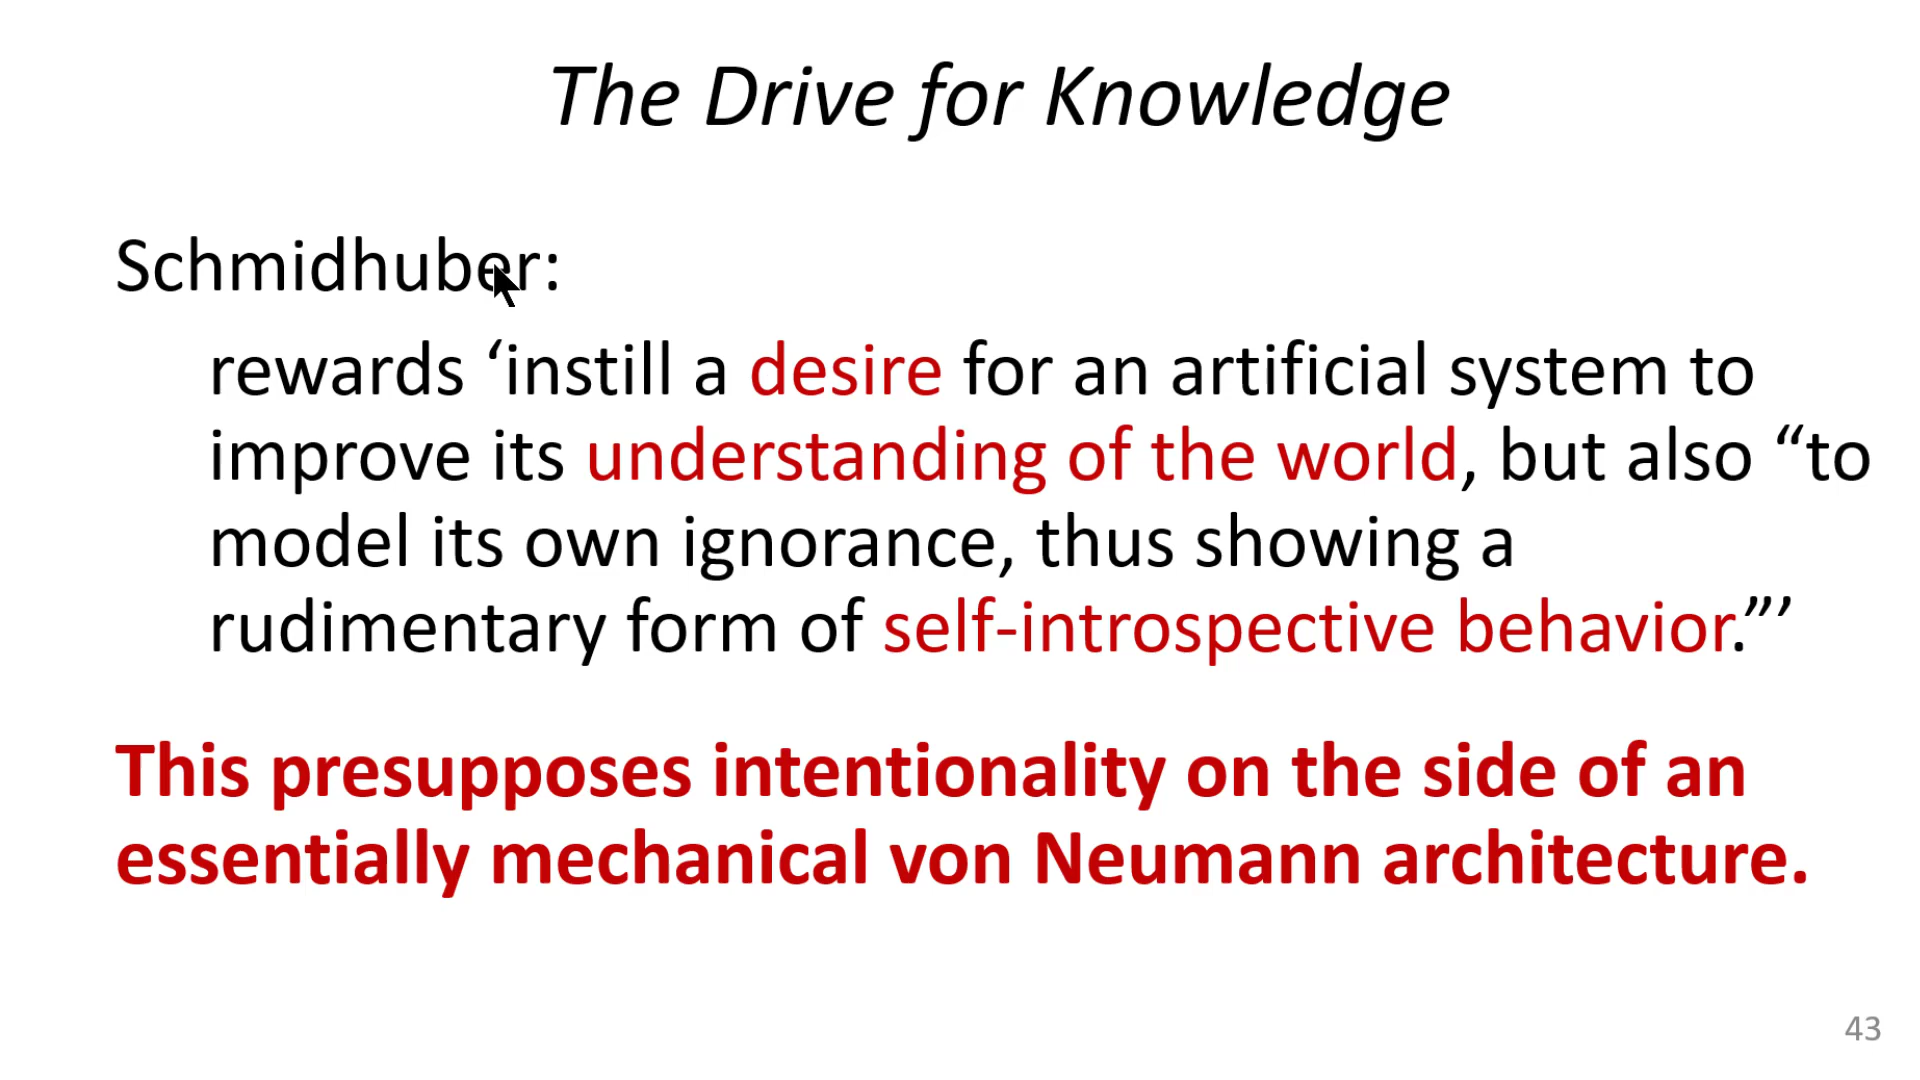 The Drive for Knowledge
Schmidhuber:
rewards ‘instill a desire for an artificial system to
improve its understanding of the world, but also “to
model its own ignorance, thus showing a
rudimentary form of self-introspective behavior.”’
This presupposes intentionality on the side of an
essentially mechanical von Neumann architecture.
43